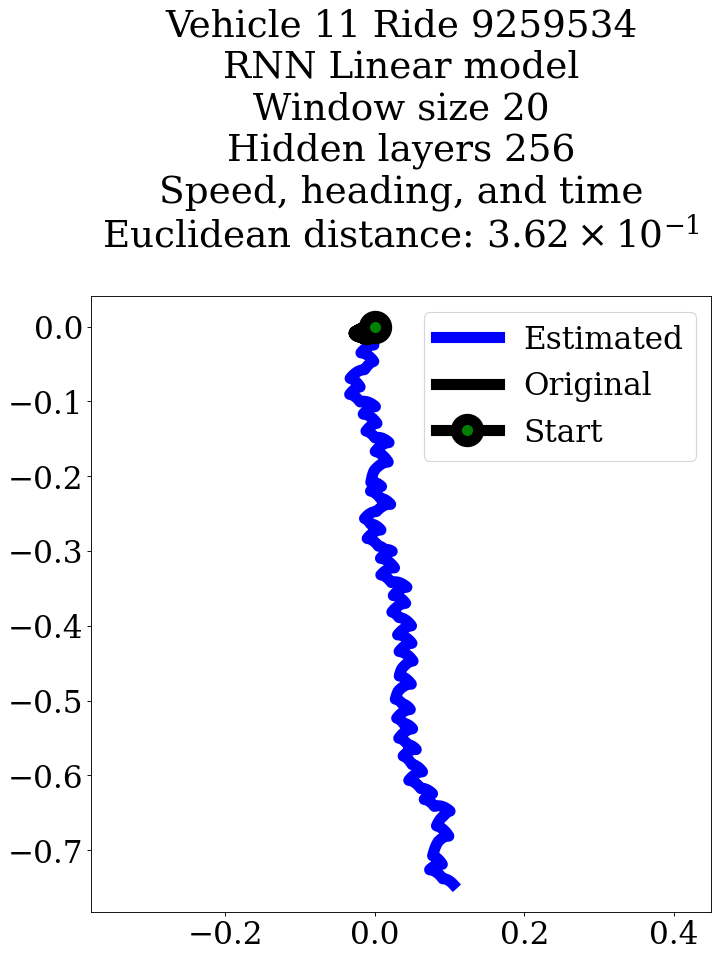 Vehicle 11 Ride 9259534
RNN Linear model
Window size 20
Hidden layers 256
Speed, heading, and time
Euclidean distance: 3.62 × 10⁻¹
Estimated
Original
Start
0.0
−0.1
−0.2
−0.3
−0.4
−0.5
−0.6
−0.7
−0.2 0.0 0.2 0.4